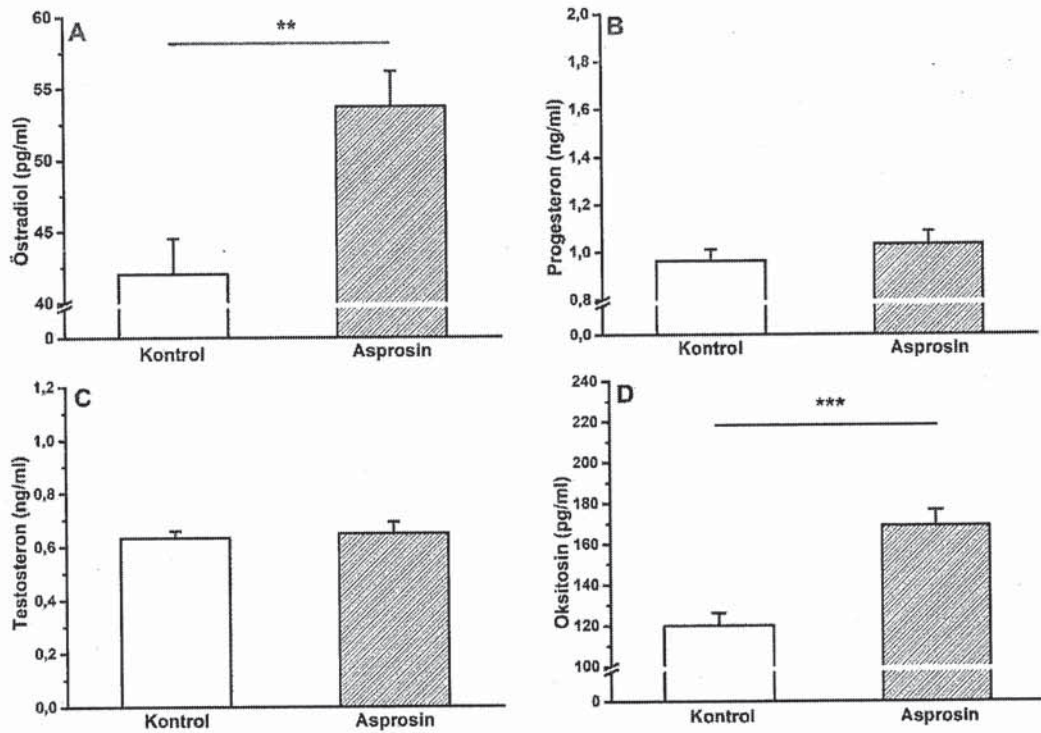 A
Östradiol (pg/ml)
60
55
50
45
40
0
**
Kontrol
Asprosin
B
Progesteron (ng/ml)
2,0
1,8
1,6
1,4
1,2
1,0
0,8
0,0
Kontrol
Asprosin
C
Testosteron (ng/ml)
1,2
1,0
0,8
0,6
0,4
0,2
0,0
Kontrol
Asprosin
D
Oksitosin (pg/ml)
240
220
200
180
160
140
120
100
0
***
Kontrol
Asprosin